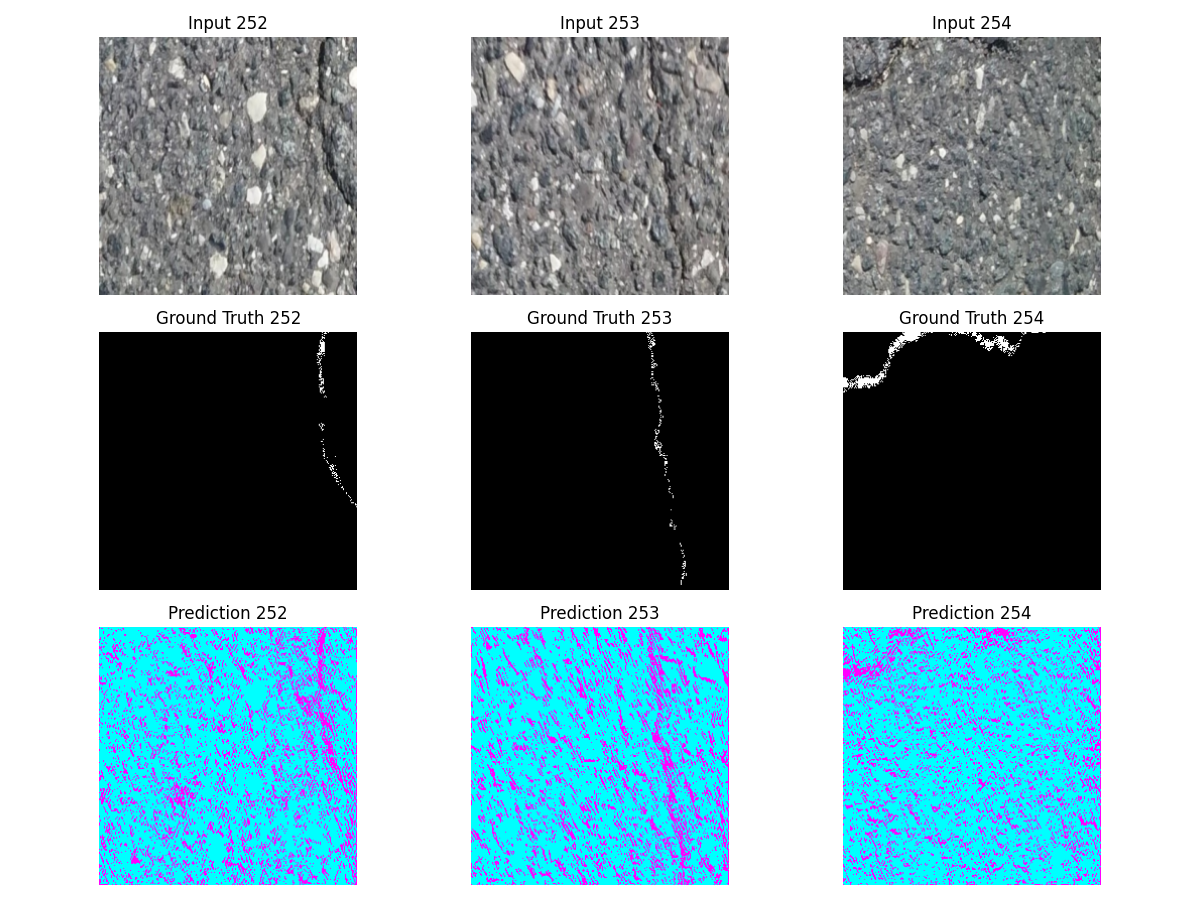 Input 252
Input 253
Input 254
Ground Truth 252
Ground Truth 253
Ground Truth 254
Prediction 252
Prediction 253
Prediction 254